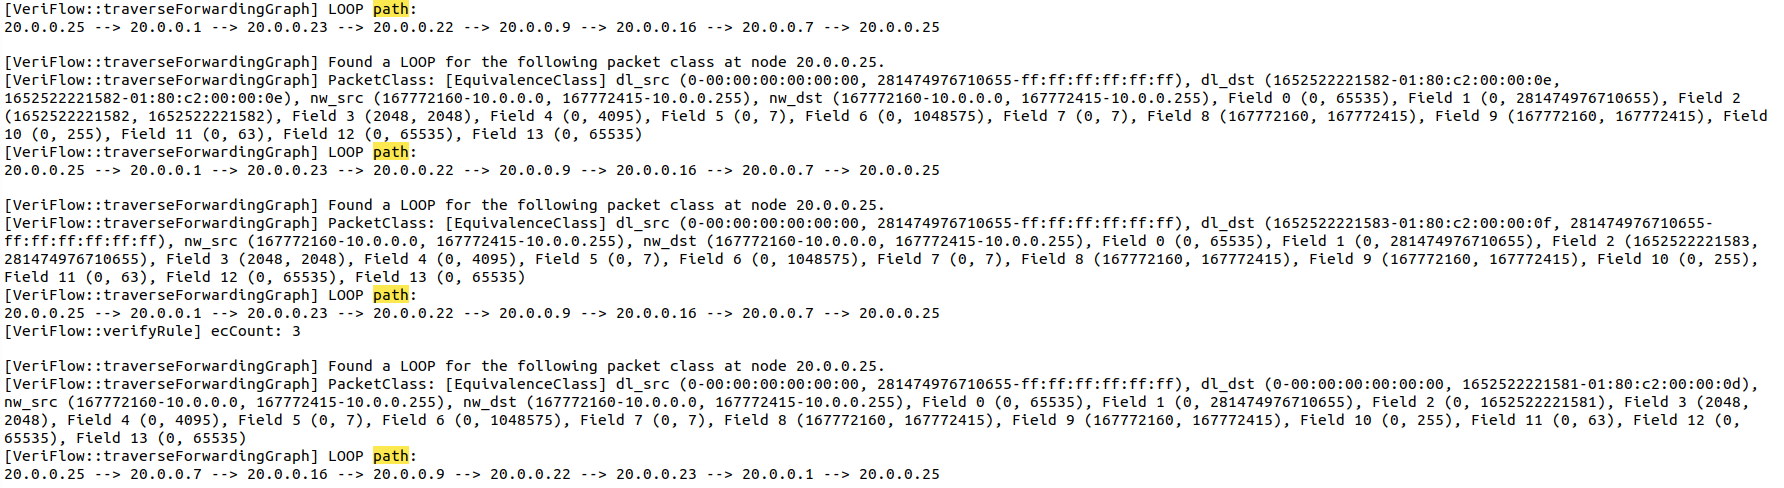 [VeriFlow::traverseForwardingGraph] LOOP path:
20.0.0.25 --> 20.0.0.1 --> 20.0.0.23 --> 20.0.0.22 --> 20.0.0.9 --> 20.0.0.16 --> 20.0.0.7 --> 20.0.0.25
[VeriFlow::traverseForwardingGraph] Found a LOOP for the following packet class at node 20.0.0.25.
[VeriFlow::traverseForwardingGraph] PacketClass: [EquivalenceClass] dl_src (0-00:00:00:00:00:00, 281474976710655-ff:ff:ff:ff:ff:ff), dl_dst (1652522221582-01:80:c2:00:00:0e,
1652522221582-01:80:c2:00:00:0e), nw_src (167772160-10.0.0.0, 167772415-10.0.0.255), nw_dst (167772160-10.0.0.0, 167772415-10.0.0.255), Field 0 (0, 65535), Field 1 (0, 281474976710655), Field 2
(1652522221582, 1652522221582), Field 3 (2048, 2048), Field 4 (0, 4095), Field 5 (0, 7), Field 6 (0, 1048575), Field 7 (0, 7), Field 8 (167772160, 167772415), Field 9 (167772160, 167772415), Field
10 (0, 255), Field 11 (0, 63), Field 12 (0, 65535), Field 13 (0, 65535)
[VeriFlow::traverseForwardingGraph] LOOP path:
20.0.0.25 --> 20.0.0.1 --> 20.0.0.23 --> 20.0.0.22 --> 20.0.0.9 --> 20.0.0.16 --> 20.0.0.7 --> 20.0.0.25
[VeriFlow::traverseForwardingGraph] Found a LOOP for the following packet class at node 20.0.0.25.
[VeriFlow::traverseForwardingGraph] PacketClass: [EquivalenceClass] dl_src (0-00:00:00:00:00:00, 281474976710655-ff:ff:ff:ff:ff:ff), dl_dst (1652522221583-01:80:c2:00:00:0f, 281474976710655-
ff:ff:ff:ff:ff:ff), nw_src (167772160-10.0.0.0, 167772415-10.0.0.255), nw_dst (167772160-10.0.0.0, 167772415-10.0.0.255), Field 0 (0, 65535), Field 1 (0, 281474976710655), Field 2 (1652522221583,
281474976710655), Field 3 (2048, 2048), Field 4 (0, 4095), Field 5 (0, 7), Field 6 (0, 1048575), Field 7 (0, 7), Field 8 (167772160, 167772415), Field 9 (167772160, 167772415), Field 10 (0, 255),
Field 11 (0, 63), Field 12 (0, 65535), Field 13 (0, 65535)
[VeriFlow::traverseForwardingGraph] LOOP path:
20.0.0.25 --> 20.0.0.1 --> 20.0.0.23 --> 20.0.0.22 --> 20.0.0.9 --> 20.0.0.16 --> 20.0.0.7 --> 20.0.0.25
[VeriFlow::verifyRule] ecCount: 3
[VeriFlow::traverseForwardingGraph] Found a LOOP for the following packet class at node 20.0.0.25.
[VeriFlow::traverseForwardingGraph] PacketClass: [EquivalenceClass] dl_src (0-00:00:00:00:00:00, 281474976710655-ff:ff:ff:ff:ff:ff), dl_dst (0-00:00:00:00:00:00, 1652522221581-01:80:c2:00:00:0d),
nw_src (167772160-10.0.0.0, 167772415-10.0.0.255), nw_dst (167772160-10.0.0.0, 167772415-10.0.0.255), Field 0 (0, 65535), Field 1 (0, 281474976710655), Field 2 (0, 1652522221581), Field 3 (2048,
2048), Field 4 (0, 4095), Field 5 (0, 7), Field 6 (0, 1048575), Field 7 (0, 7), Field 8 (167772160, 167772415), Field 9 (167772160, 167772415), Field 10 (0, 255), Field 11 (0, 63), Field 12 (0,
65535), Field 13 (0, 65535)
[VeriFlow::traverseForwardingGraph] LOOP path:
20.0.0.25 --> 20.0.0.7 --> 20.0.0.16 --> 20.0.0.9 --> 20.0.0.22 --> 20.0.0.23 --> 20.0.0.1 --> 20.0.0.25